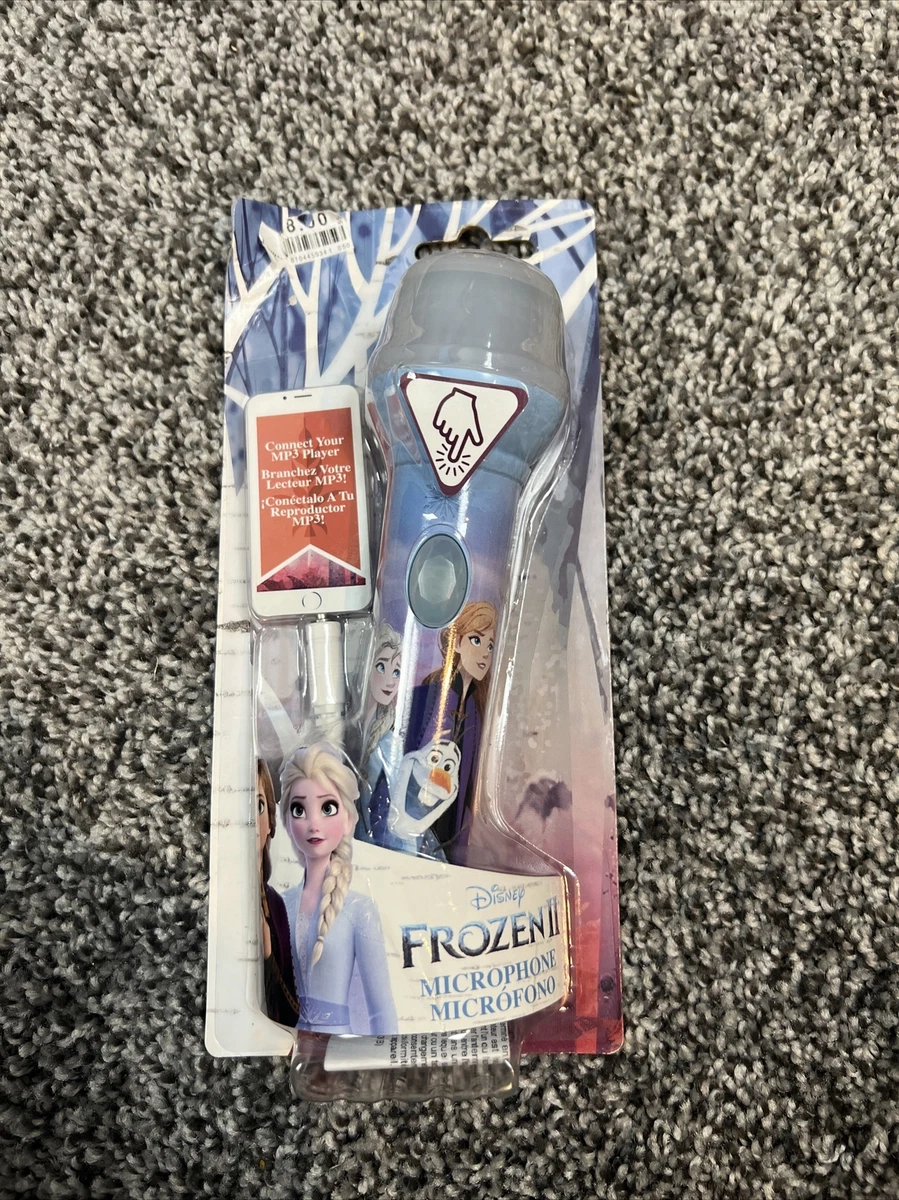 8.00
Connect Your
MP3 Player
Branchez Votre
Lecteur MP3!
¡Conéctalo A Tu
Reproductor
MP3!
Disney
FROZEN II
MICROPHONE
MICRÓFONO